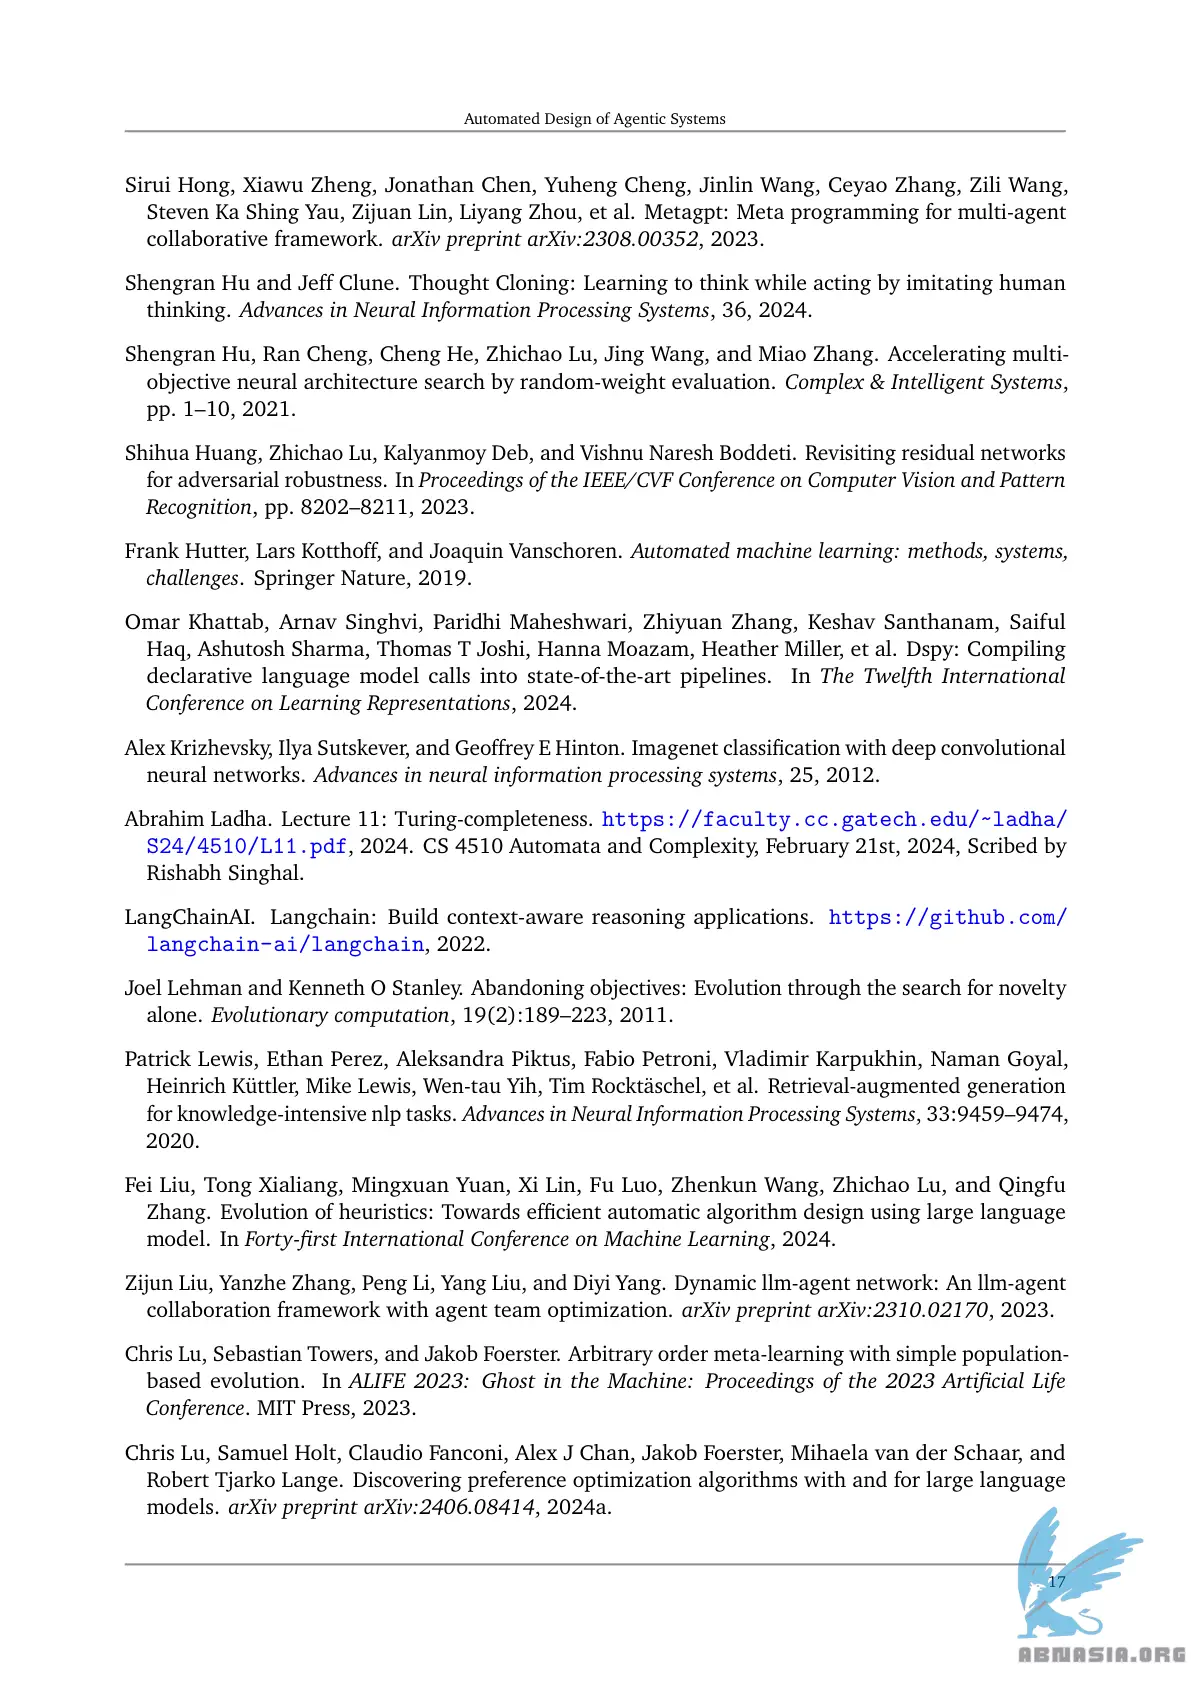 Automated Design of Agentic Systems
Sirui Hong, Xiawu Zheng, Jonathan Chen, Yuheng Cheng, Jinlin Wang, Ceyao Zhang, Zili Wang,
Steven Ka Shing Yau, Zijuan Lin, Liyang Zhou, et al. Metagpt: Meta programming for multi-agent
collaborative framework. arXiv preprint arXiv:2308.00352, 2023.
Shengran Hu and Jeff Clune. Thought Cloning: Learning to think while acting by imitating human
thinking. Advances in Neural Information Processing Systems, 36, 2024.
Shengran Hu, Ran Cheng, Cheng He, Zhichao Lu, Jing Wang, and Miao Zhang. Accelerating multi-
objective neural architecture search by random-weight evaluation. Complex & Intelligent Systems,
pp. 1–10, 2021.
Shihua Huang, Zhichao Lu, Kalyanmoy Deb, and Vishnu Naresh Boddeti. Revisiting residual networks
for adversarial robustness. In Proceedings of the IEEE/CVF Conference on Computer Vision and Pattern
Recognition, pp. 8202–8211, 2023.
Frank Hutter, Lars Kotthoff, and Joaquin Vanschoren. Automated machine learning: methods, systems,
challenges. Springer Nature, 2019.
Omar Khattab, Arnav Singhvi, Paridhi Maheshwari, Zhiyuan Zhang, Keshav Santhanam, Saiful
Haq, Ashutosh Sharma, Thomas T Joshi, Hanna Moazam, Heather Miller, et al. Dspy: Compiling
declarative language model calls into state-of-the-art pipelines. In The Twelfth International
Conference on Learning Representations, 2024.
Alex Krizhevsky, Ilya Sutskever, and Geoffrey E Hinton. Imagenet classification with deep convolutional
neural networks. Advances in neural information processing systems, 25, 2012.
Abrahim Ladha. Lecture 11: Turing-completeness. https://faculty.cc.gatech.edu/~ladha/
S24/4510/L11.pdf, 2024. CS 4510 Automata and Complexity, February 21st, 2024, Scribed by
Rishabh Singhal.
LangChainAI. Langchain: Build context-aware reasoning applications. https://github.com/
langchain-ai/langchain, 2022.
Joel Lehman and Kenneth O Stanley. Abandoning objectives: Evolution through the search for novelty
alone. Evolutionary computation, 19(2):189–223, 2011.
Patrick Lewis, Ethan Perez, Aleksandra Piktus, Fabio Petroni, Vladimir Karpukhin, Naman Goyal,
Heinrich Küttler, Mike Lewis, Wen-tau Yih, Tim Rocktäschel, et al. Retrieval-augmented generation
for knowledge-intensive nlp tasks. Advances in Neural Information Processing Systems, 33:9459–9474,
2020.
Fei Liu, Tong Xialiang, Mingxuan Yuan, Xi Lin, Fu Luo, Zhenkun Wang, Zhichao Lu, and Qingfu
Zhang. Evolution of heuristics: Towards efficient automatic algorithm design using large language
model. In Forty-first International Conference on Machine Learning, 2024.
Zijun Liu, Yanzhe Zhang, Peng Li, Yang Liu, and Diyi Yang. Dynamic llm-agent network: An llm-agent
collaboration framework with agent team optimization. arXiv preprint arXiv:2310.02170, 2023.
Chris Lu, Sebastian Towers, and Jakob Foerster. Arbitrary order meta-learning with simple population-
based evolution. In ALIFE 2023: Ghost in the Machine: Proceedings of the 2023 Artificial Life
Conference. MIT Press, 2023.
Chris Lu, Samuel Holt, Claudio Fanconi, Alex J Chan, Jakob Foerster, Mihaela van der Schaar, and
Robert Tjarko Lange. Discovering preference optimization algorithms with and for large language
models. arXiv preprint arXiv:2406.08414, 2024a.
17
ABNASIA.ORG